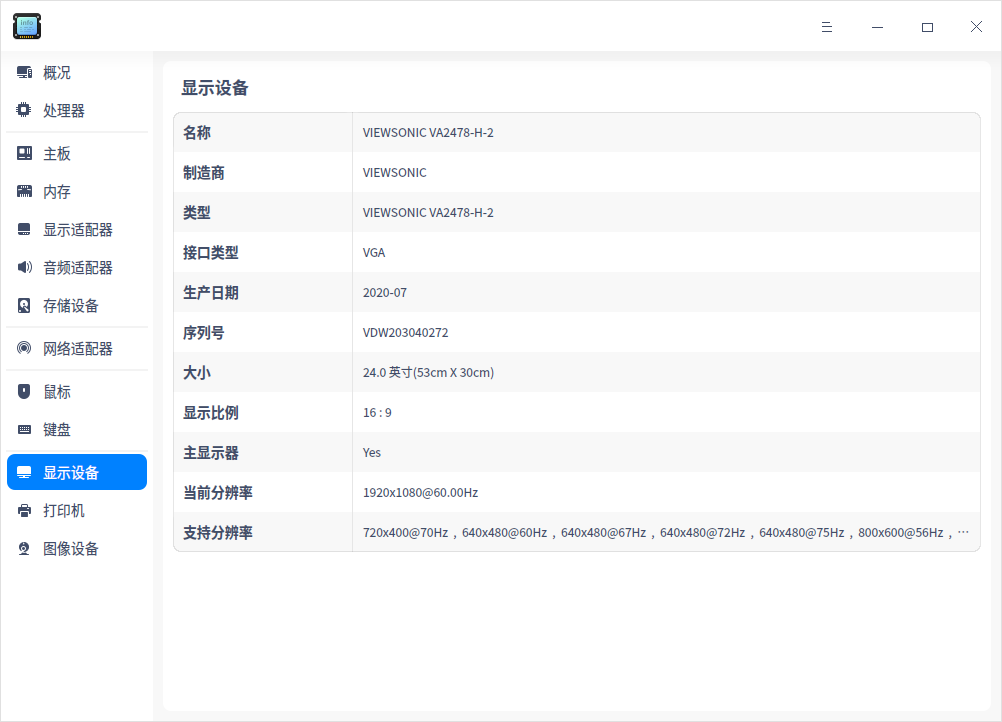 info
概况
处理器
主板
内存
显示适配器
音频适配器
存储设备
网络适配器
鼠标
键盘
显示设备
打印机
图像设备
显示设备
名称 VIEWSONIC VA2478-H-2
制造商 VIEWSONIC
类型 VIEWSONIC VA2478-H-2
接口类型 VGA
生产日期 2020-07
序列号 VDW203040272
大小 24.0 英寸(53cm X 30cm)
显示比例 16 : 9
主显示器 Yes
当前分辨率 1920x1080@60.00Hz
支持分辨率 720x400@70Hz , 640x480@60Hz , 640x480@67Hz , 640x480@72Hz , 640x480@75Hz , 800x600@56Hz , ⋯